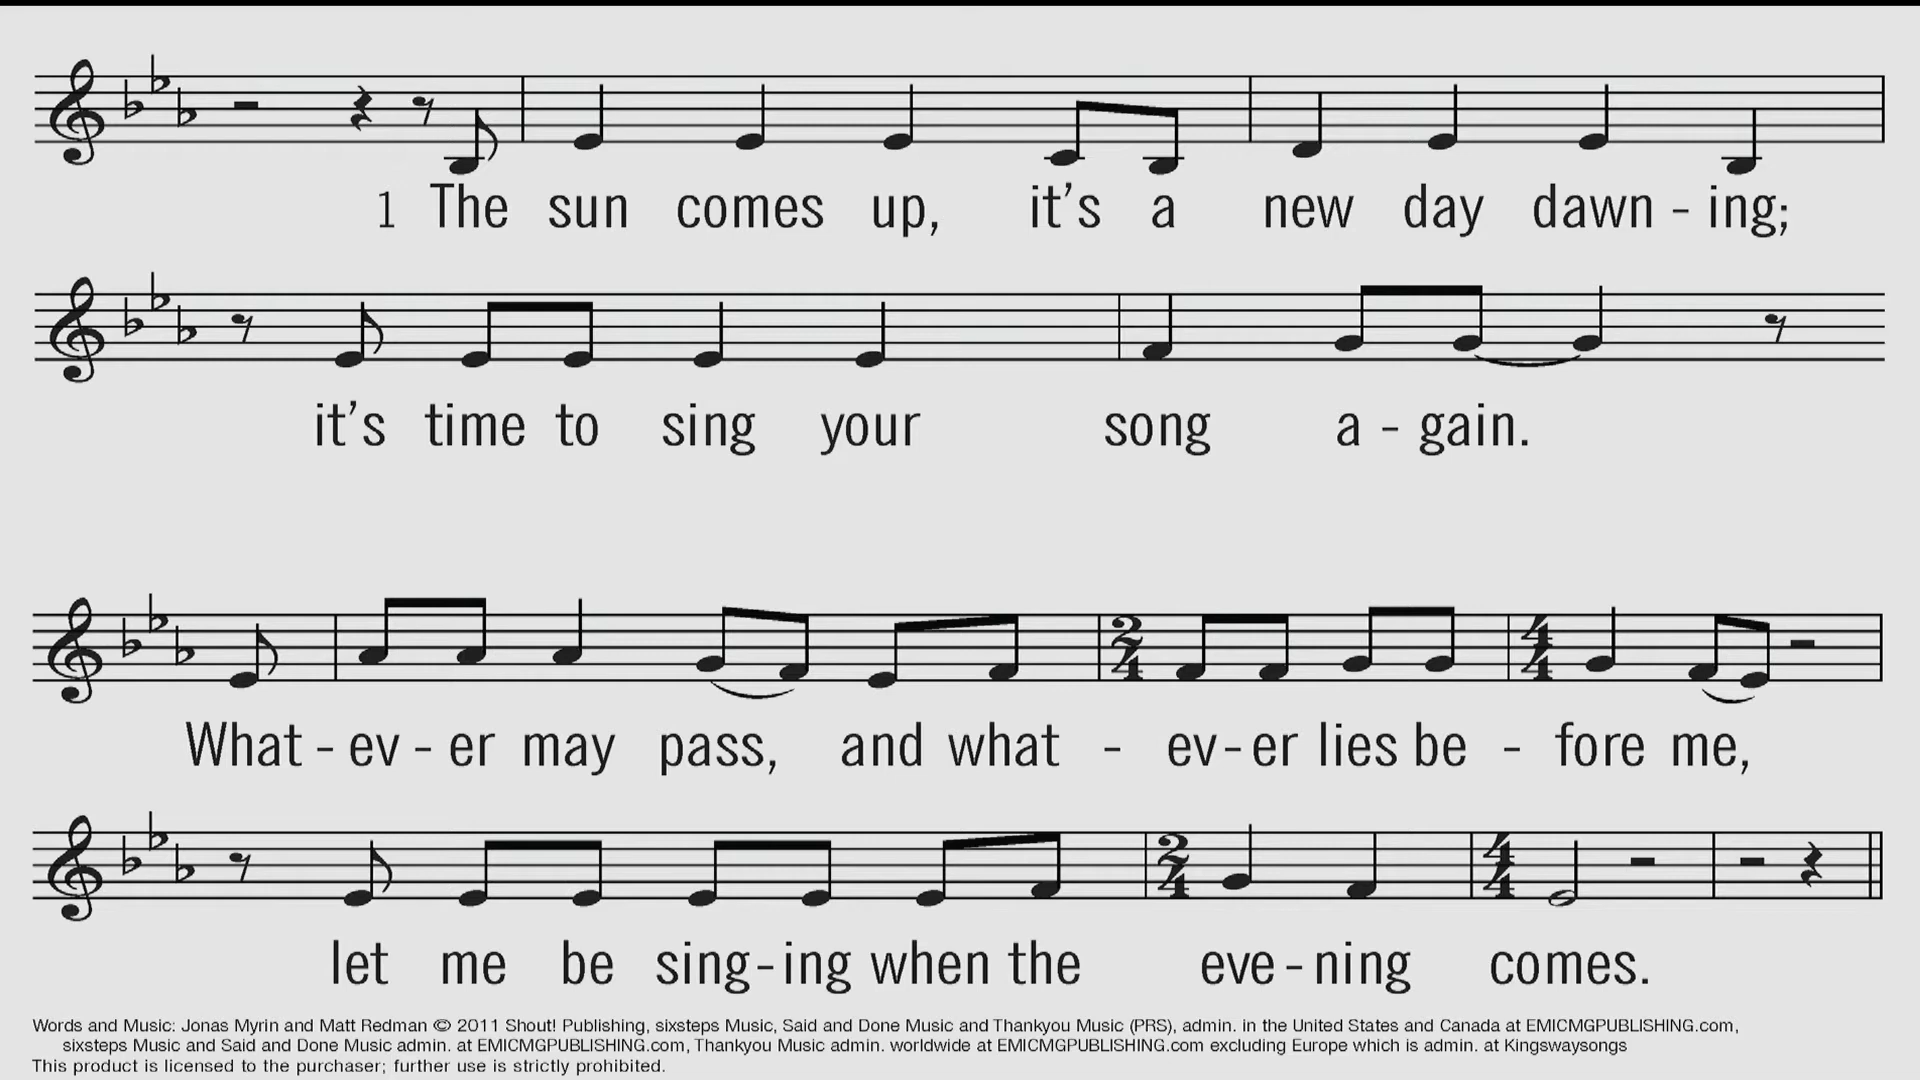 1 The sun comes up, it's a new day dawn - ing;
it's time to sing your song a - gain.
What - ev - er may pass, and what - ev - er lies be - fore me,
let me be sing - ing when the eve - ning comes.
Words and Music: Jonas Myrin and Matt Redman © 2011 Shout! Publishing, sixsteps Music, Said and Done Music and Thankyou Music (PRS), admin. in the United States and Canada at EMICMGPUBLISHING.com,
sixsteps Music and Said and Done Music admin. at EMICMGPUBLISHING.com, Thankyou Music admin. worldwide at EMICMGPUBLISHING.com excluding Europe which is admin. at Kingswaysongs
This product is licensed to the purchaser; further use is strictly prohibited.